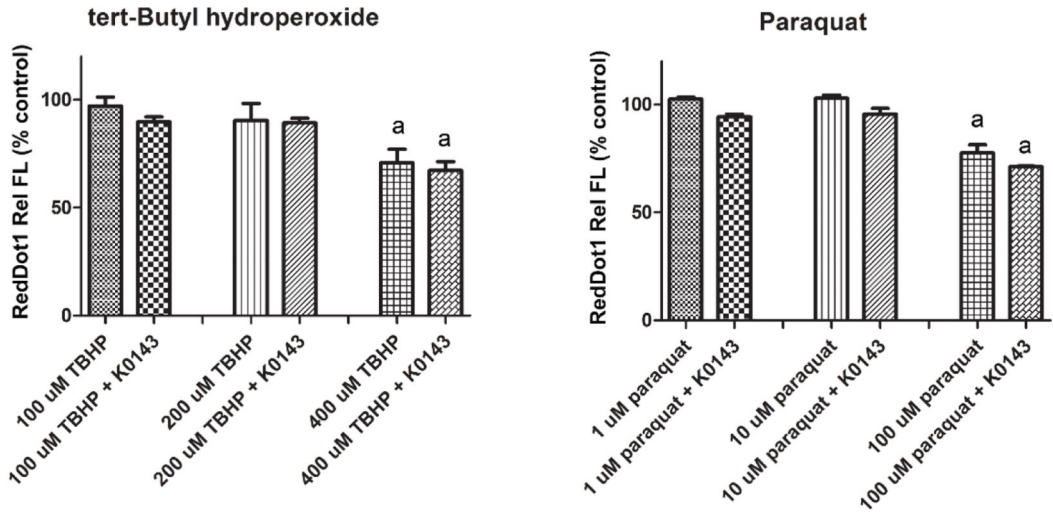 tert-Butyl hydroperoxide
RedDot1 Rel FL (% control)
100
50
0
a
a
100 uM TBHP
100 uM TBHP + K0143
200 uM TBHP
200 uM TBHP + K0143
400 uM TBHP
400 uM TBHP + K0143
Paraquat
RedDot1 Rel FL (% control)
100
50
0
a
a
1 uM paraquat
1 uM paraquat + K0143
10 uM paraquat
10 uM paraquat + K0143
100 uM paraquat
100 uM paraquat + K0143